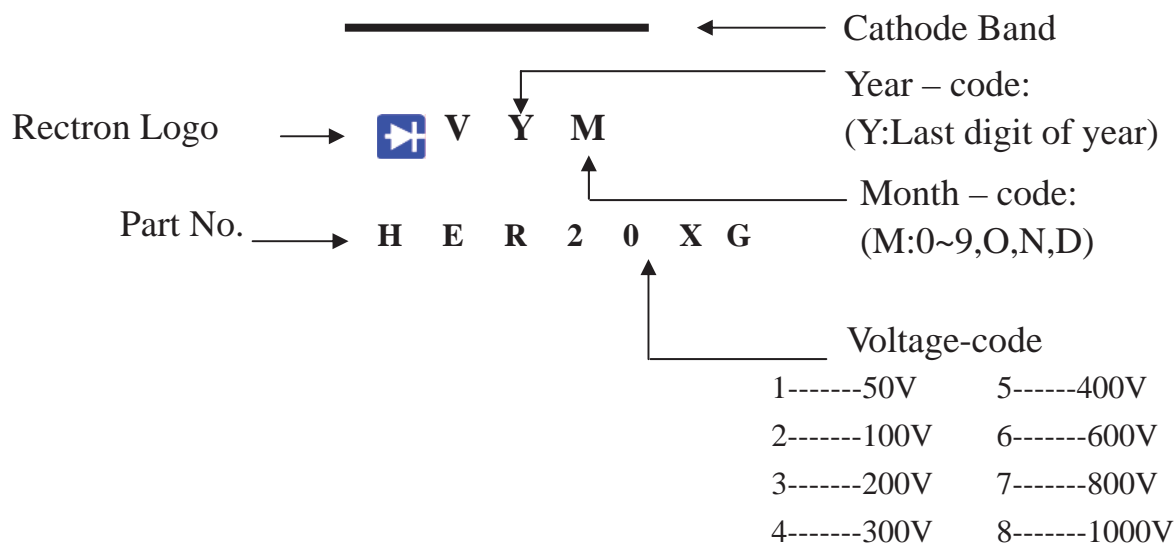 Cathode Band
Year – code:
(Y:Last digit of year)
Rectron Logo
V Y M
Month – code:
(M:0~9,O,N,D)
Part No.
H E R 2 0 X G
Voltage-code
1-------50V 5------400V
2-------100V 6-------600V
3-------200V 7-------800V
4-------300V 8-------1000V